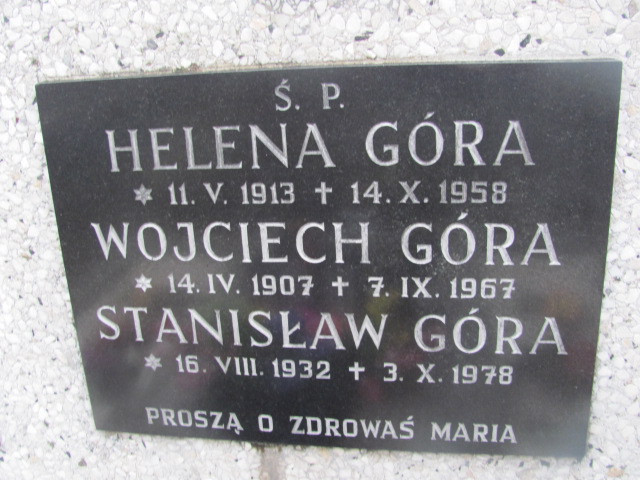 Ś. P.
HELENA GÓRA
* 11. V. 1913 ✝ 14. X. 1958
WOJCIECH GÓRA
* 14. IV. 1907 ✝ 7. IX. 1967
STANISŁAW GÓRA
* 16. VIII. 1932 ✝ 3. X. 1978
PROSZĄ O ZDROWAŚ MARIA